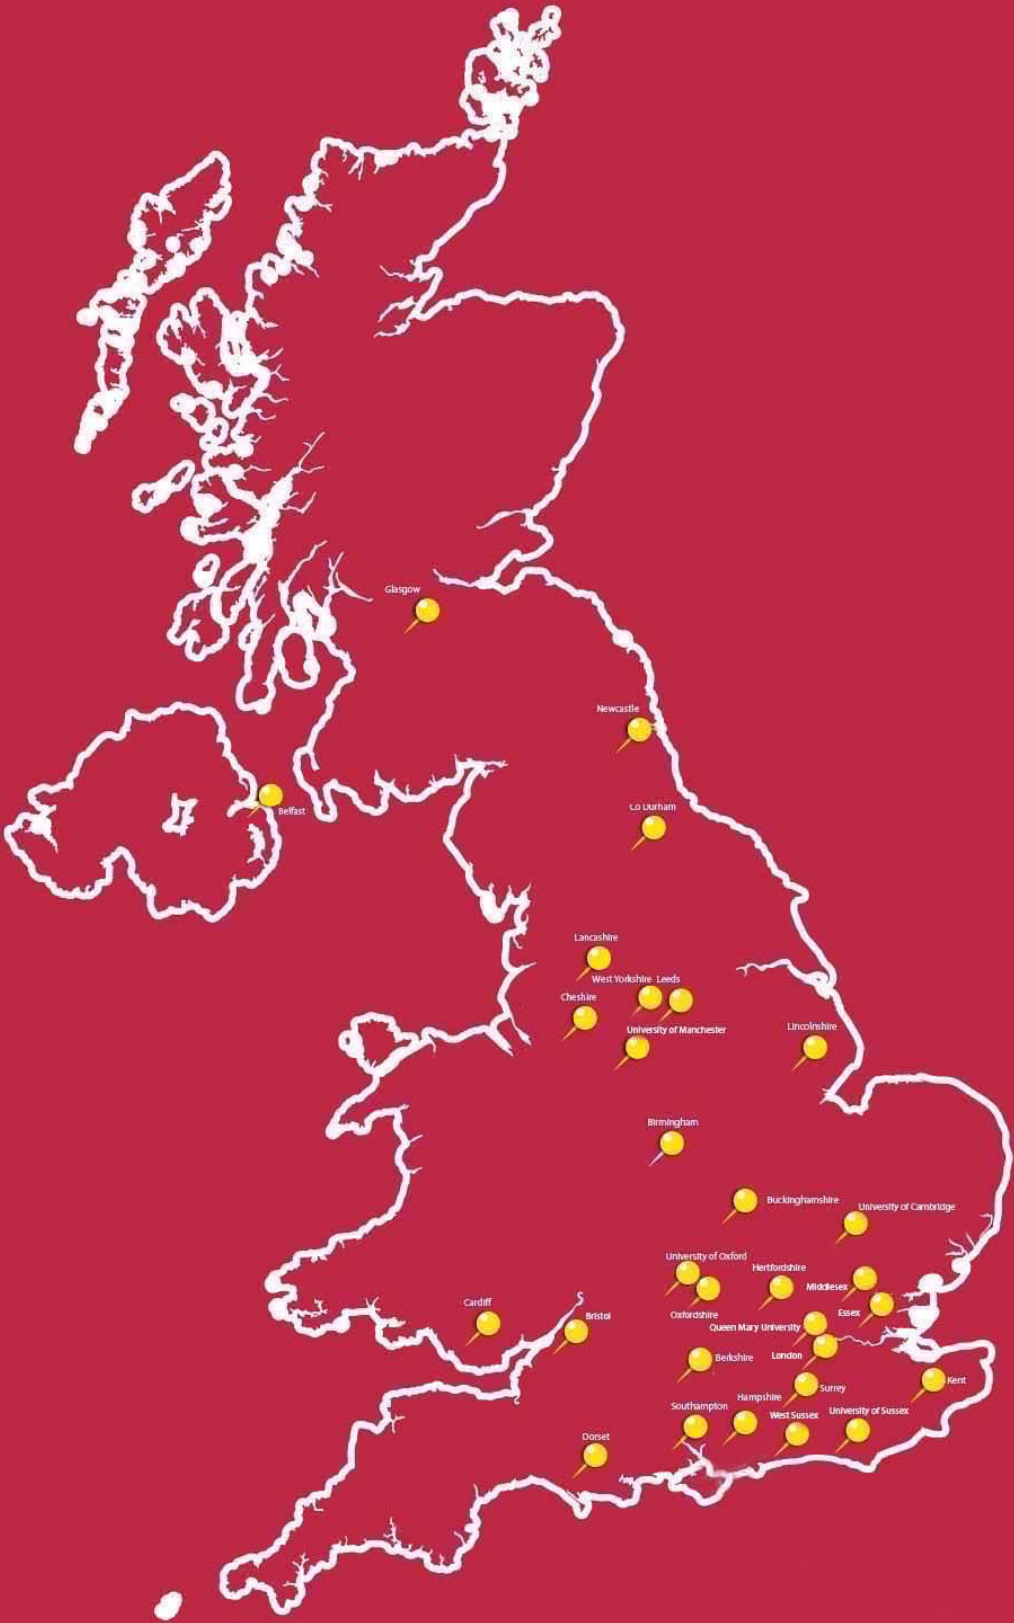 Glasgow
Newcastle
Belfast
Co Durham
Lancashire
West Yorkshire
Leeds
Cheshire
University of Manchester
Lincolnshire
Birmingham
Buckinghamshire
University of Cambridge
University of Oxford
Hertfordshire
Middlesex
Oxfordshire
Essex
Cardiff
Bristol
Queen Mary University
London
Berkshire
Kent
Surrey
Hampshire
Southampton
West Sussex
University of Sussex
Dorset